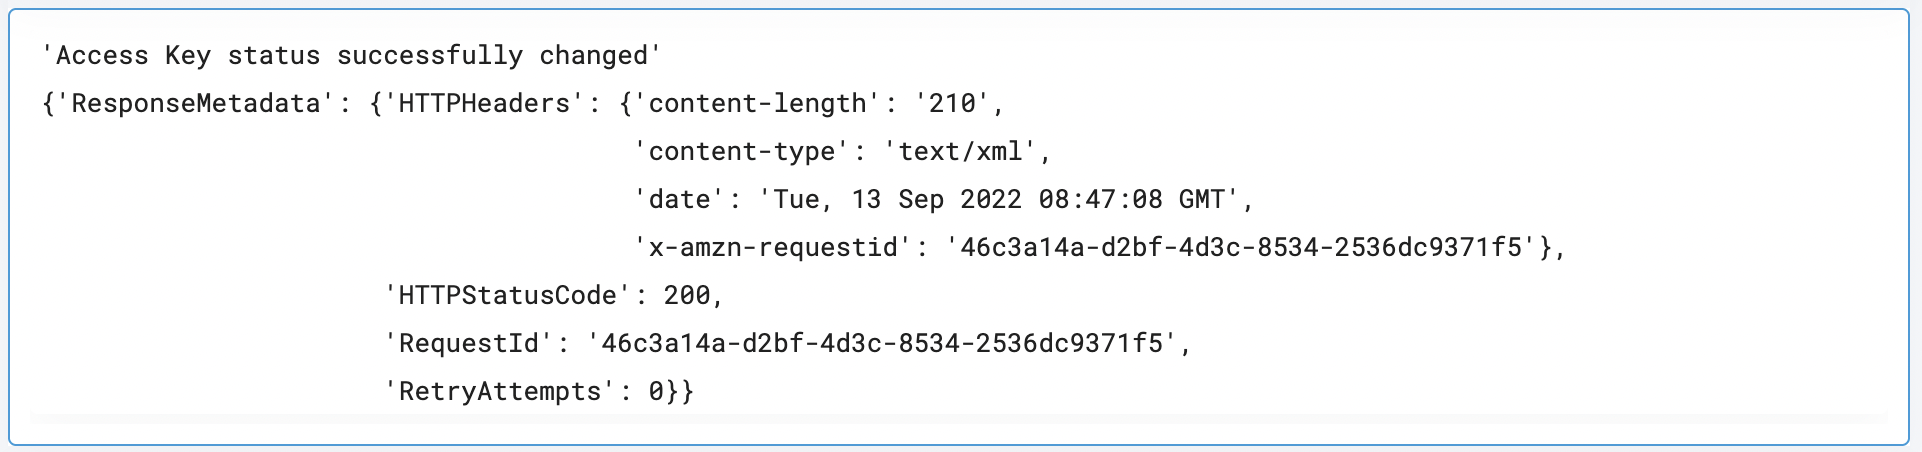 'Access Key status successfully changed'
{'ResponseMetadata': {'HTTPHeaders': {'content-length': '210',
'content-type': 'text/xml',
'date': 'Tue, 13 Sep 2022 08:47:08 GMT',
'x-amzn-requestid': '46c3a14a-d2bf-4d3c-8534-2536dc9371f5'},
'HTTPStatusCode': 200,
'RequestId': '46c3a14a-d2bf-4d3c-8534-2536dc9371f5',
'RetryAttempts': 0}}